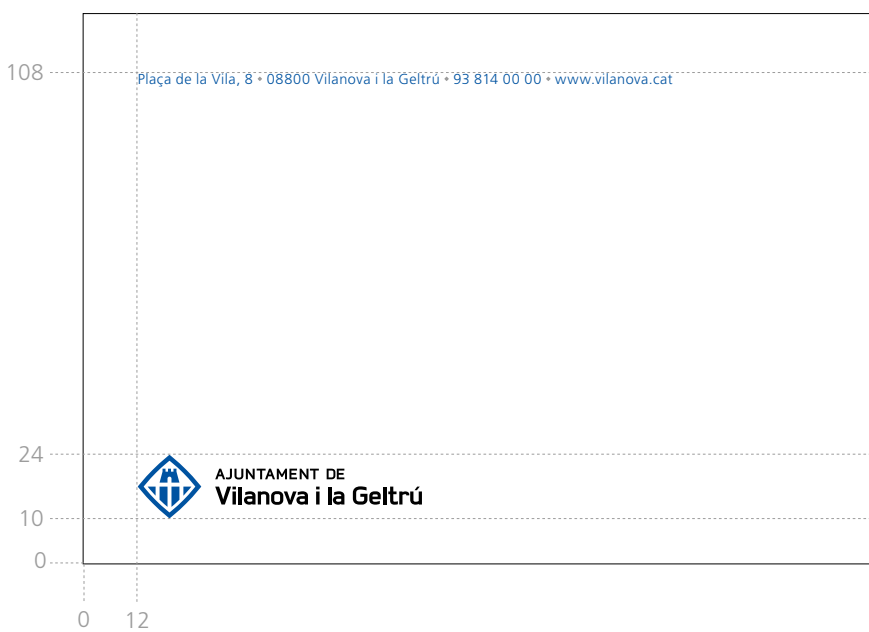 108
Plaça de la Vila, 8 • 08800 Vilanova i la Geltrú • 93 814 00 00 • www.vilanova.cat
24
AJUNTAMENT DE
Vilanova i la Geltrú
10
0
0 12